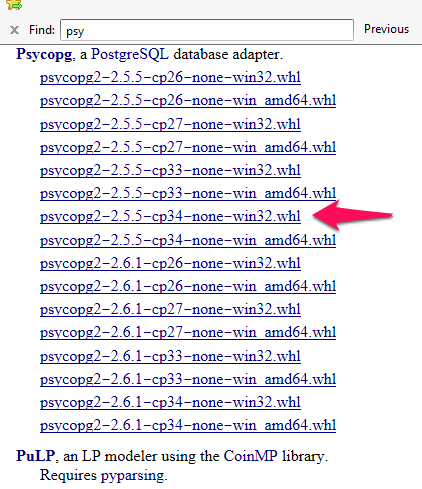 x Find: psy Previous
Psycopg, a PostgreSQL database adapter.
psycopg2-2.5.5-cp26-none-win32.whl
psycopg2-2.5.5-cp26-none-win_amd64.whl
psycopg2-2.5.5-cp27-none-win32.whl
psycopg2-2.5.5-cp27-none-win_amd64.whl
psycopg2-2.5.5-cp33-none-win32.whl
psycopg2-2.5.5-cp33-none-win_amd64.whl
psycopg2-2.5.5-cp34-none-win32.whl
psycopg2-2.5.5-cp34-none-win_amd64.whl
psycopg2-2.6.1-cp26-none-win32.whl
psycopg2-2.6.1-cp26-none-win_amd64.whl
psycopg2-2.6.1-cp27-none-win32.whl
psycopg2-2.6.1-cp27-none-win_amd64.whl
psycopg2-2.6.1-cp33-none-win32.whl
psycopg2-2.6.1-cp33-none-win_amd64.whl
psycopg2-2.6.1-cp34-none-win32.whl
psycopg2-2.6.1-cp34-none-win_amd64.whl
PuLP, an LP modeler using the CoinMP library.
Requires pyparsing.